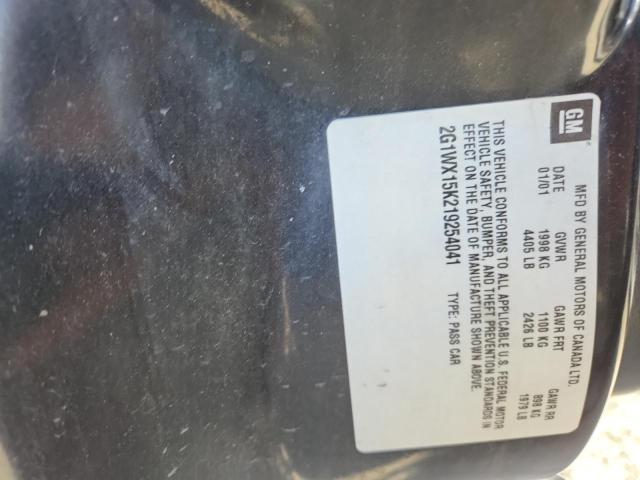 GM
MFD BY GENERAL MOTORS OF CANADA LTD.
DATE GVWR GAWR FRT GAWR RR
01/01 1998 KG 1100 KG 898 KG
4405 LB 2426 LB 1979 LB
THIS VEHICLE CONFORMS TO ALL APPLICABLE U.S. FEDERAL MOTOR
VEHICLE SAFETY, BUMPER, AND THEFT PREVENTION STANDARDS IN
EFFECT ON THE DATE OF MANUFACTURE SHOWN ABOVE.
2G1WX15K219254041 TYPE: PASS CAR